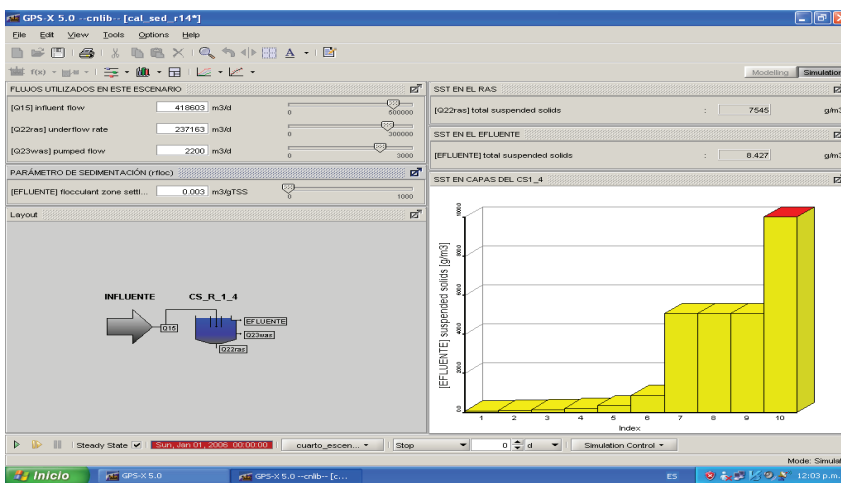 GPS-X 5.0 --cnlib-- [cal_sed_r14*]
File Edit View Tools Options Help
Modelling Simulation
FLUJOS UTILIZADOS EN ESTE ESCENARIO
[Q15] influent flow 418603 m3/d 0 500000
[Q22ras] underflow rate 237163 m3/d 0 300000
[Q23was] pumped flow 2200 m3/d 0 3000
PARÁMETRO DE SEDIMENTACIÓN (rfloc)
[EFLUENTE] flocculant zone settl... 0.003 m3/gTSS 0 1000
Layout
INFLUENTE CS_R_1_4
Q15
EFLUENTE
Q23was
Q22ras
SST EN EL RAS
[Q22ras] total suspended solids : 7545 g/m3
SST EN EL EFLUENTE
[EFLUENTE] total suspended solids : 8.427 g/m3
SST EN CAPAS DEL CS1_4
[EFLUENTE] suspended solids [g/m3]
1 2 3 4 5 6 7 8 9 10
Index
Steady State Sun, Jan 01, 2006 00:00:00 cuarto_escen... Stop 0 d Simulation Control
Mode: Simulat
Inicio GPS-X 5.0 GPS-X 5.0 --cnlib-- [c... ES 12:03 p.m.